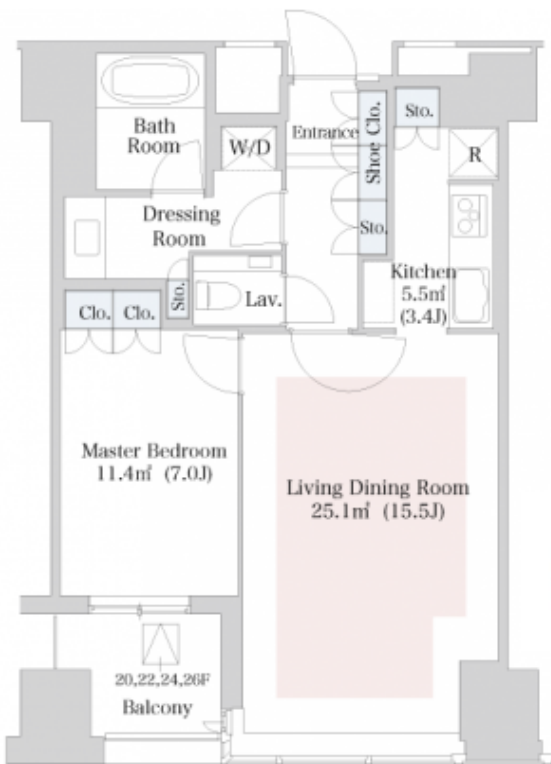 Bath
Room
W/D
Entrance
Shoe Clo.
Sto.
R
Dressing
Room
Sto.
Kitchen
5.5㎡
(3.4J)
Clo.
Clo.
Sto.
Lav.
Master Bedroom
11.4㎡ (7.0J)
Living Dining Room
25.1㎡ (15.5J)
20,22,24,26F
Balcony